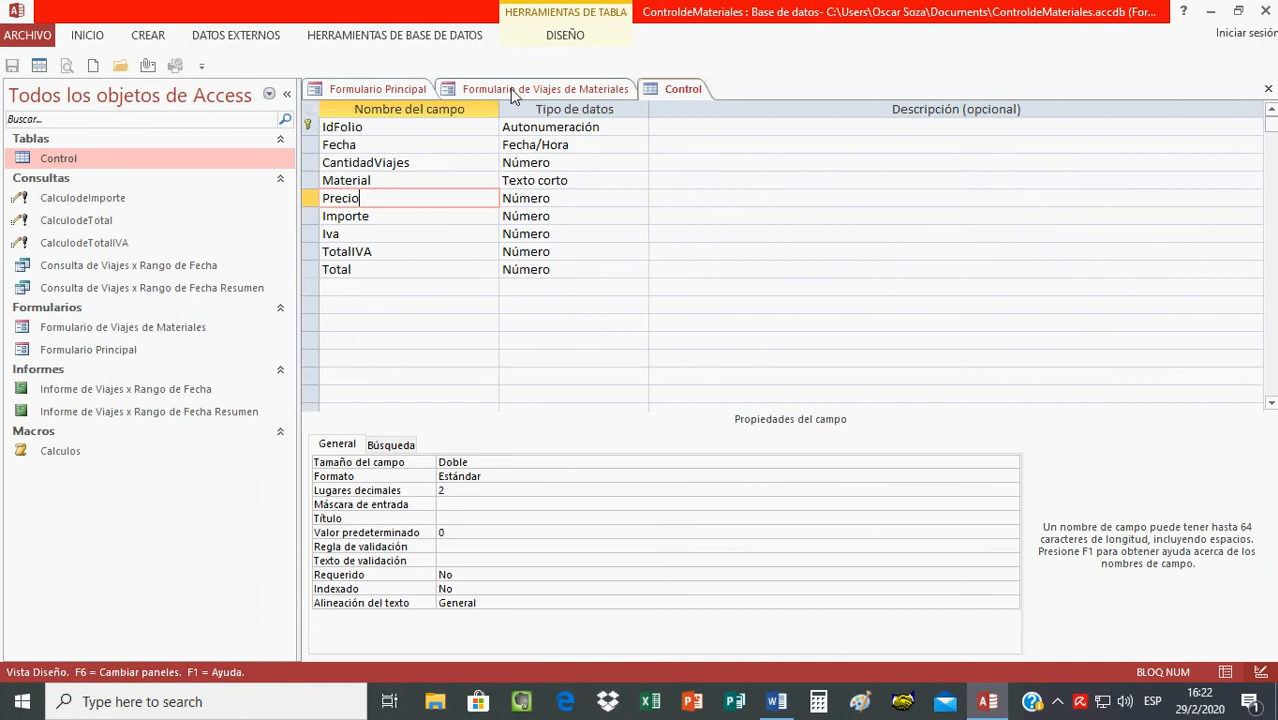 HERRAMIENTAS DE TABLA
ControldeMateriales : Base de datos- C:\Users\Oscar Soza\Documents\ControldeMateriales.accdb (For...
ARCHIVO INICIO CREAR DATOS EXTERNOS HERRAMIENTAS DE BASE DE DATOS DISEÑO Iniciar sesión
Todos los objetos de Access
Buscar...
Tablas
Control
Consultas
CalculodeImporte
CalculodeTotal
CalculodeTotalIVA
Consulta de Viajes x Rango de Fecha
Consulta de Viajes x Rango de Fecha Resumen
Formularios
Formulario de Viajes de Materiales
Formulario Principal
Informes
Informe de Viajes x Rango de Fecha
Informe de Viajes x Rango de Fecha Resumen
Macros
Calculos
Formulario Principal Formulario de Viajes de Materiales Control
Nombre del campo Tipo de datos Descripción (opcional)
IdFolio Autonumeración
Fecha Fecha/Hora
CantidadViajes Número
Material Texto corto
Precio Número
Importe Número
Iva Número
TotalIVA Número
Total Número
Propiedades del campo
General Búsqueda
Tamaño del campo Doble
Formato Estándar
Lugares decimales 2
Máscara de entrada
Título
Valor predeterminado 0
Regla de validación
Texto de validación
Requerido No
Indexado No
Alineación del texto General
Un nombre de campo puede tener hasta 64
caracteres de longitud, incluyendo espacios.
Presione F1 para obtener ayuda acerca de los
nombres de campo.
Vista Diseño. F6 = Cambiar paneles. F1 = Ayuda. BLOQ NUM
Type here to search
ESP
16:22
29/2/2020